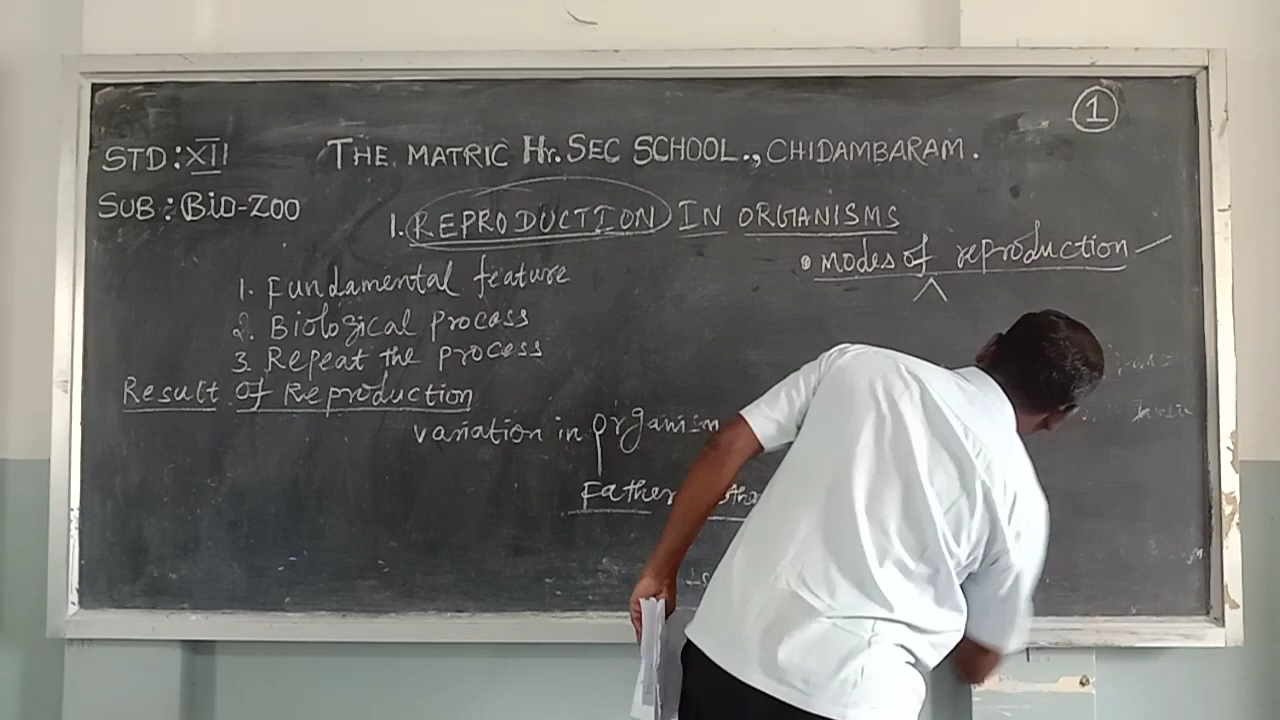 1
STD: XII THE MATRIC Hr. SEC SCHOOL., CHIDAMBARAM.
SUB: BIO-ZOO
1. REPRODUCTION IN ORGANISMS
• Modes of reproduction
1. Fundamental feature
2. Biological process
3. Repeat the process
Result of Reproduction
variation in organism
Father